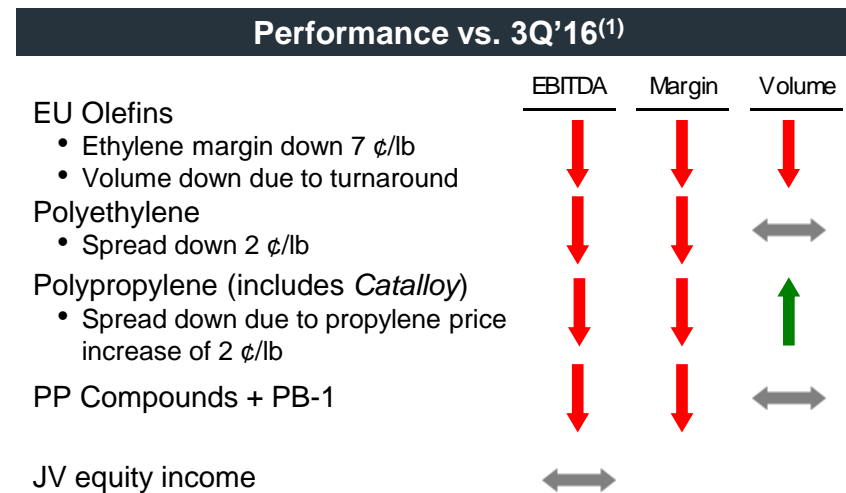 Performance vs. 3Q’16(1)
EBITDA Margin Volume
EU Olefins
• Ethylene margin down 7 ¢/lb
• Volume down due to turnaround
Polyethylene
• Spread down 2 ¢/lb
Polypropylene (includes Catalloy)
• Spread down due to propylene price
increase of 2 ¢/lb
PP Compounds + PB-1
JV equity income